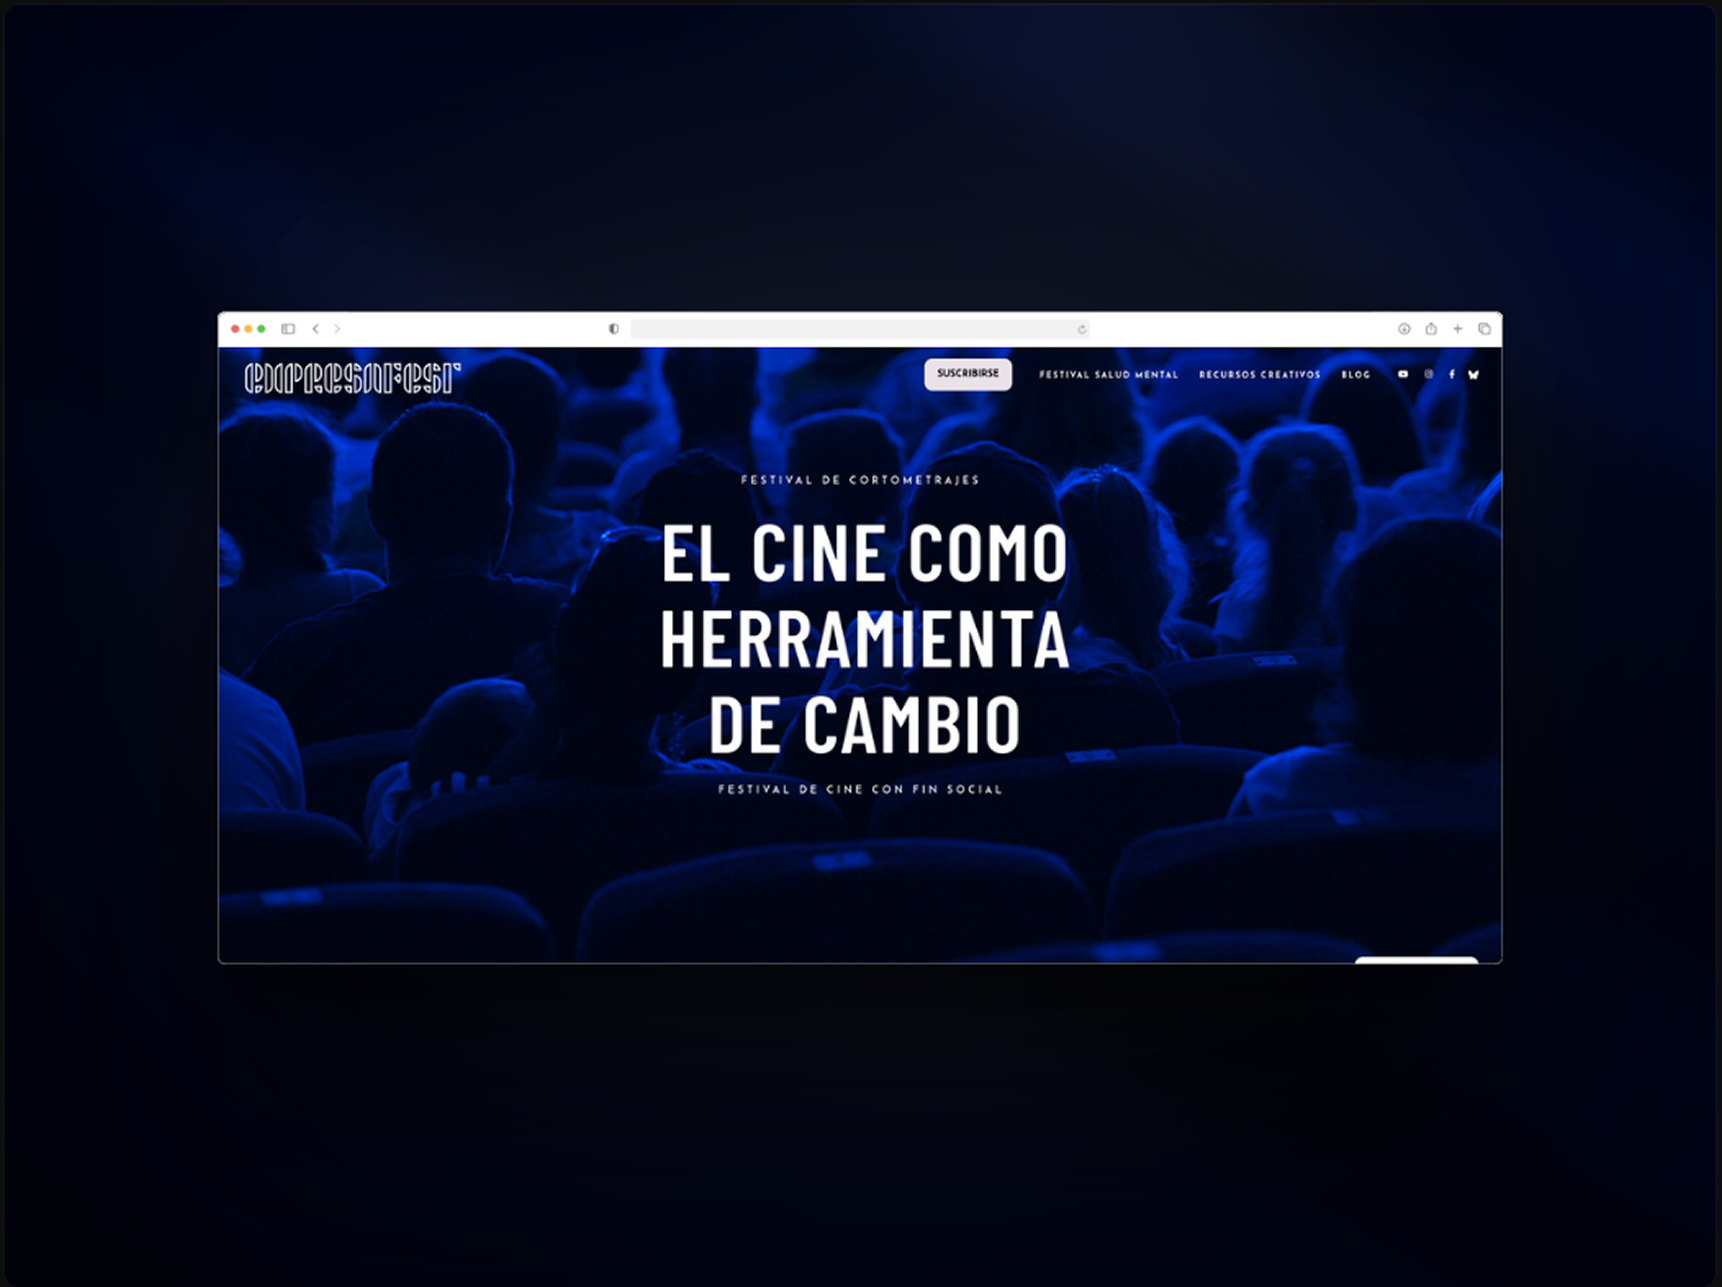 SUSCRIBIRSE
FESTIVAL SALUD MENTAL
RECURSOS CREATIVOS
BLOG
FESTIVAL DE CORTOMETRAJES
EL CINE COMO
HERRAMIENTA
DE CAMBIO
FESTIVAL DE CINE CON FIN SOCIAL